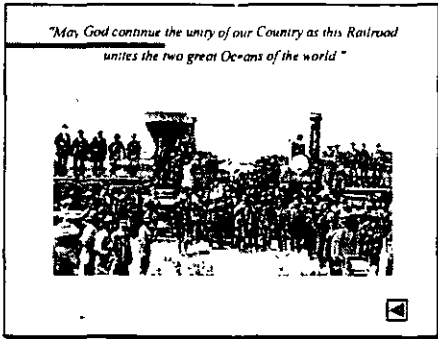 "May God continue the unity of our Country as this Railroad
unites the two great Oceans of the world"